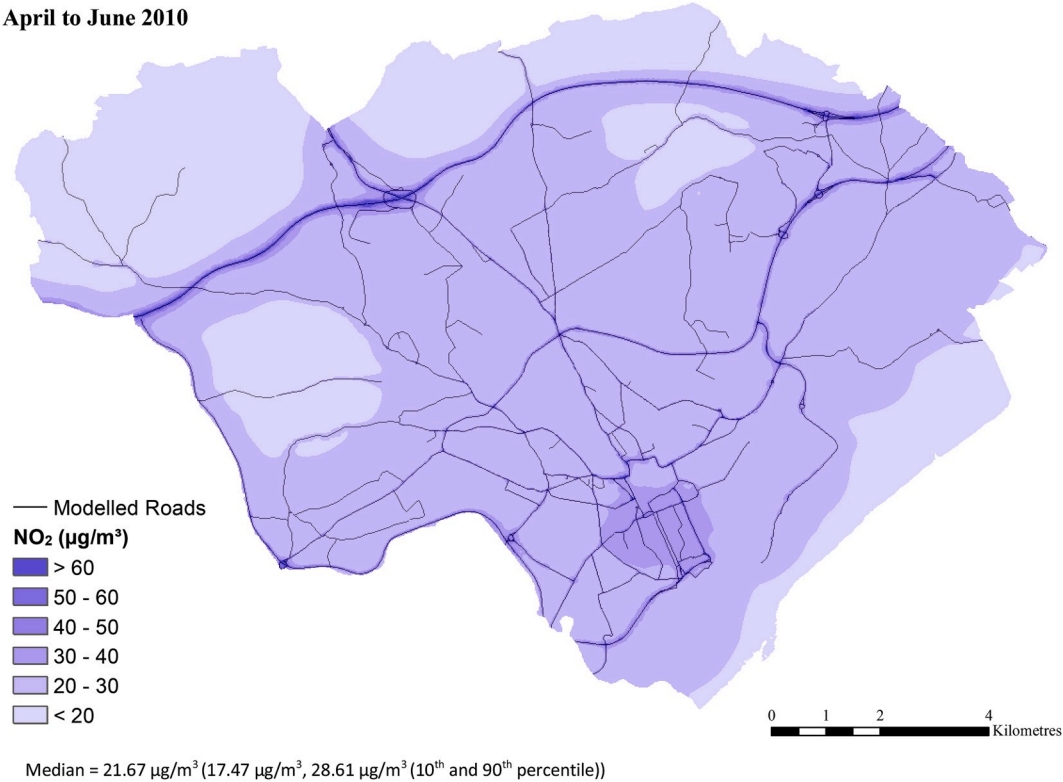 April to June 2010
Modelled Roads
NO₂ (µg/m³)
> 60
50 - 60
40 - 50
30 - 40
20 - 30
< 20
0 1 2 4
Kilometres
Median = 21.67 µg/m³ (17.47 µg/m³, 28.61 µg/m³ (10th and 90th percentile))